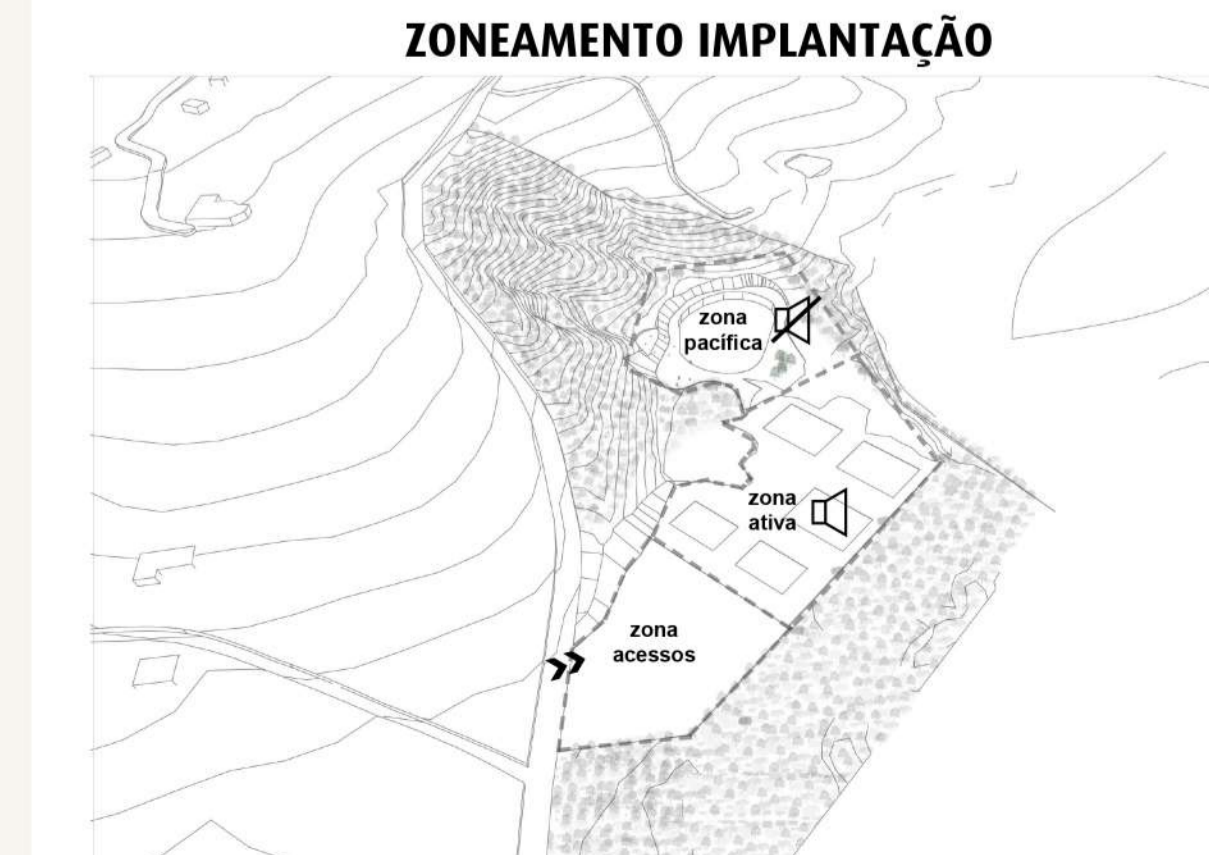 ZONEAMENTO IMPLANTAÇÃO
zona
pacífica
zona
ativa
zona
acessos